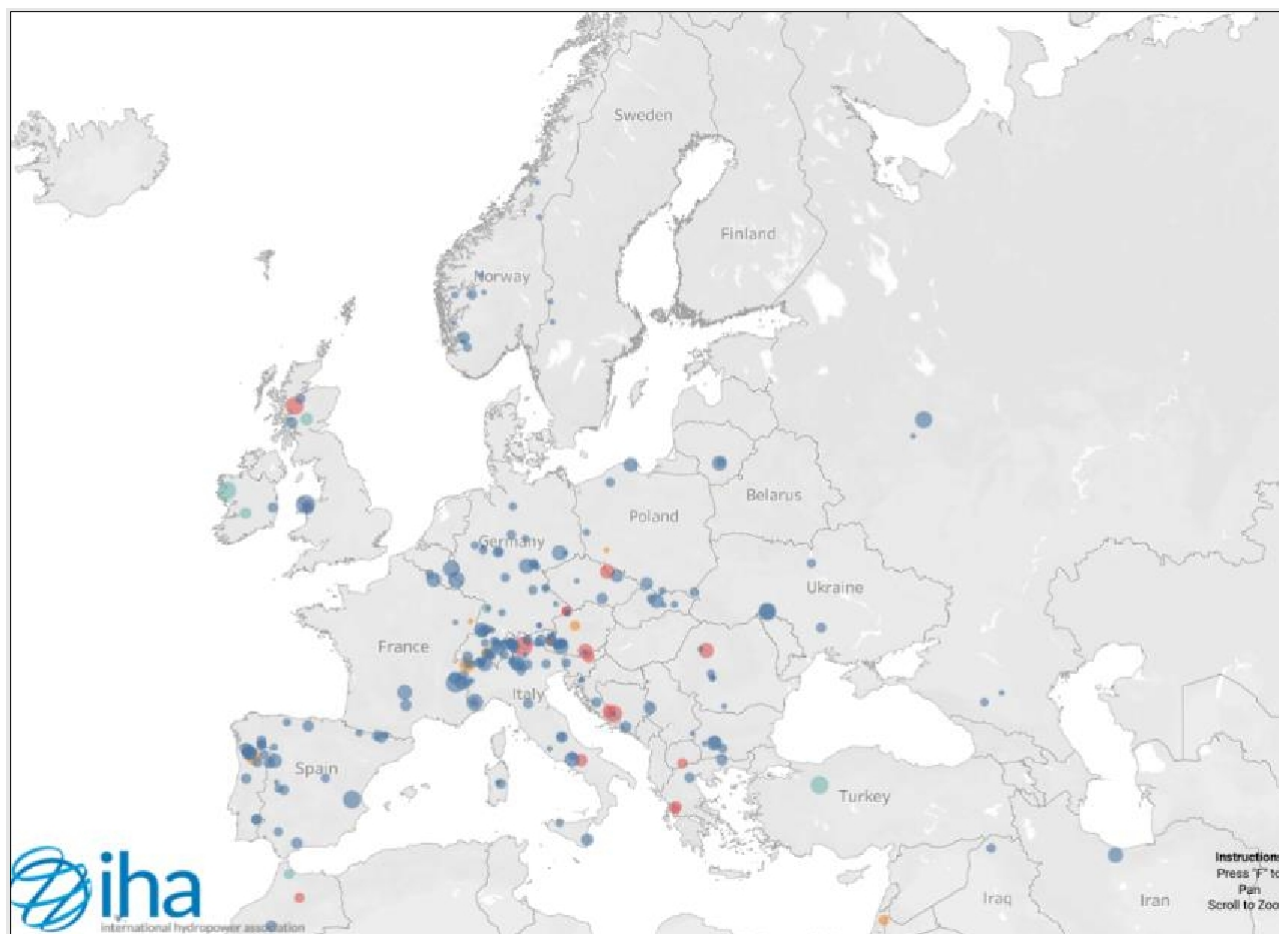 Sweden
Finland
Norway
Belarus
Poland
Germany
Ukraine
France
Italy
Spain
Turkey
Instructions
Press "F" to
Pan
Scroll to Zoo
Iraq
Iran
iha
international hydropower association